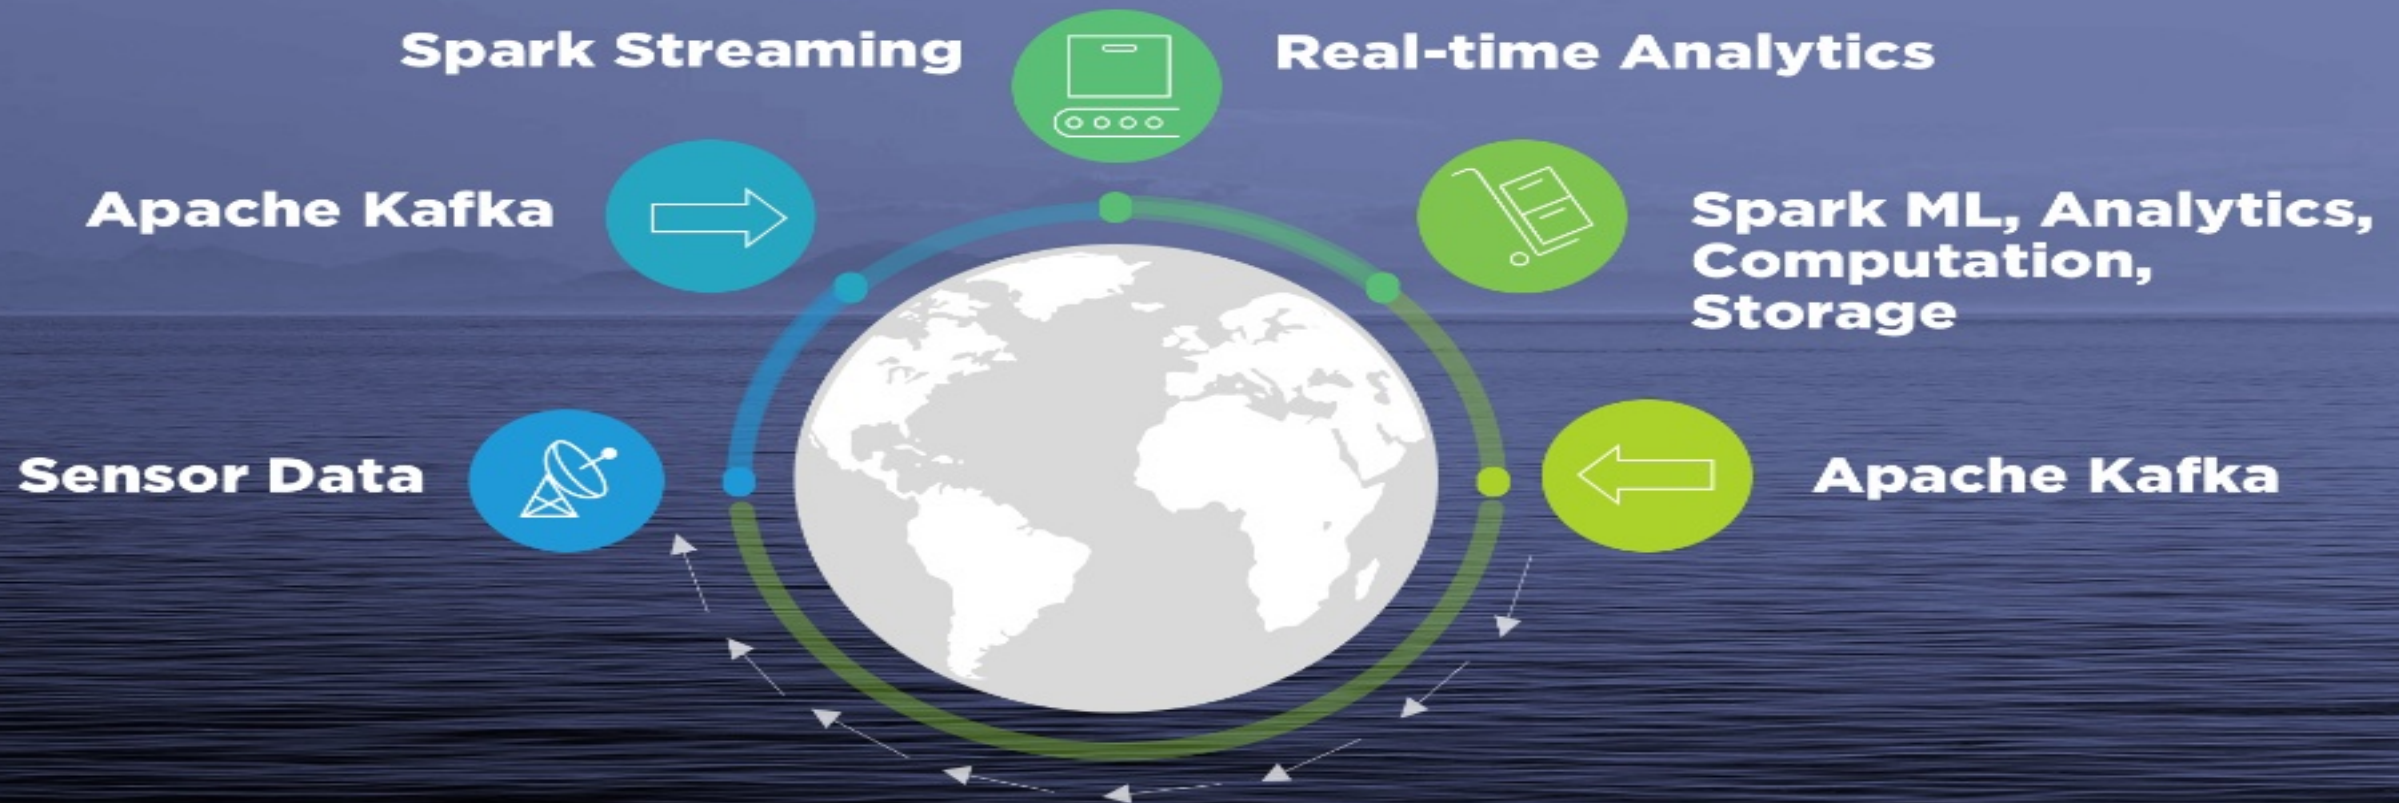 Spark Streaming
Real-time Analytics
Apache Kafka
Spark ML, Analytics,
Computation,
Storage
Sensor Data
Apache Kafka